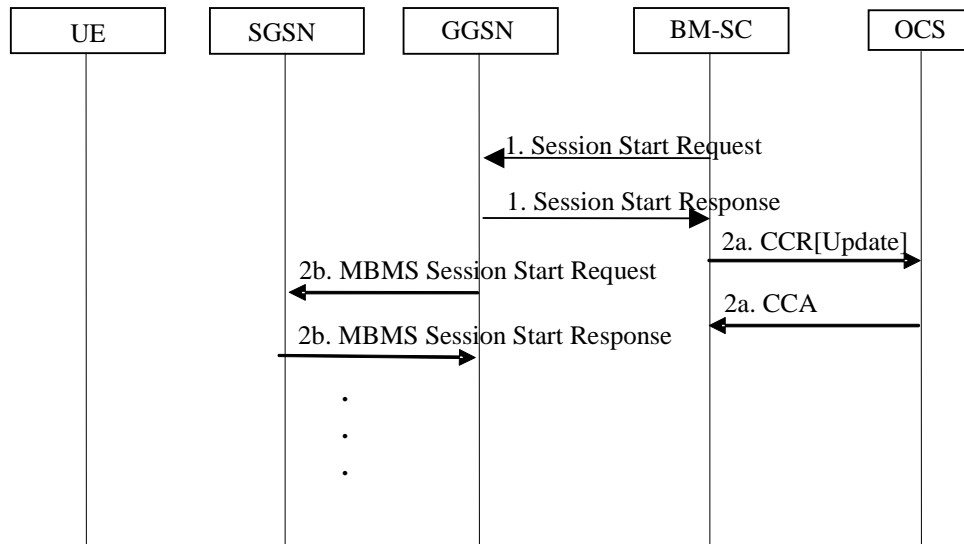 UE
SGSN
GGSN
BM-SC
OCS
1. Session Start Request
1. Session Start Response
2a. CCR[Update]
2b. MBMS Session Start Request
2a. CCA
2b. MBMS Session Start Response
.
.
.